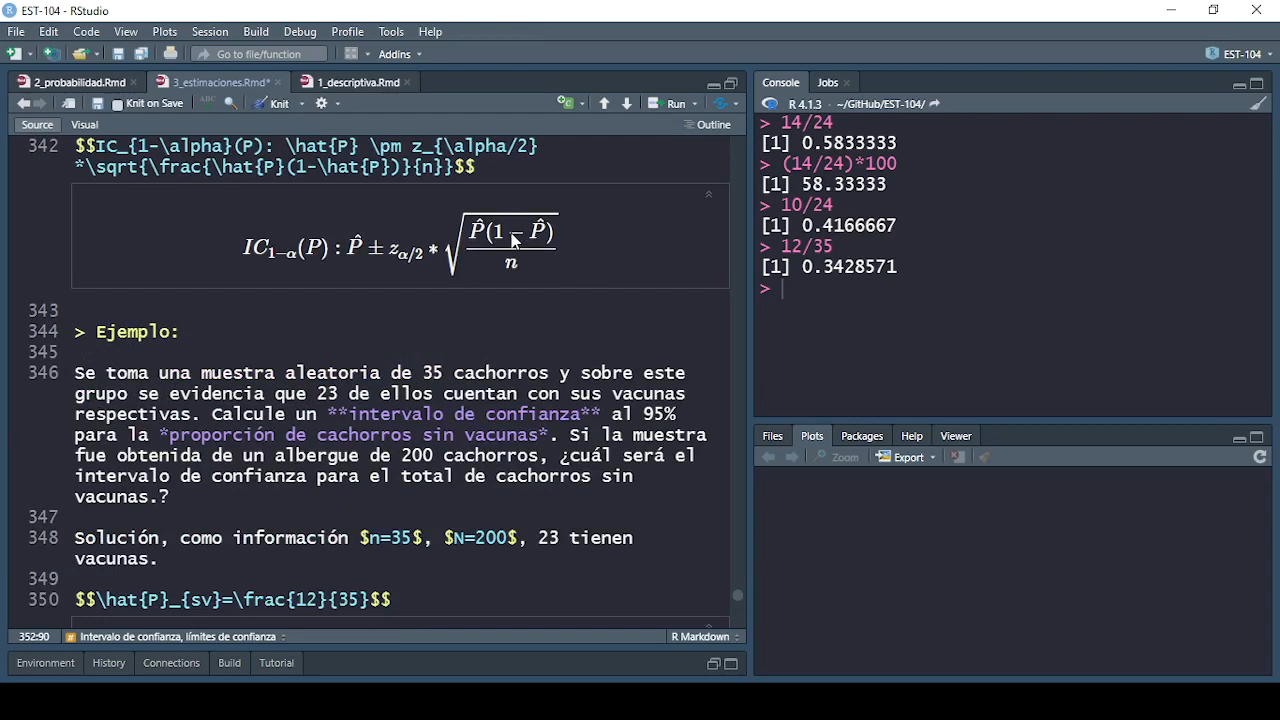 EST-104 - RStudio
File Edit Code View Plots Session Build Debug Profile Tools Help
Go to file/function Addins EST-104
2_probabilidad.Rmd 3_estimaciones.Rmd* 1_descriptiva.Rmd
Knit on Save ABC Knit Run
Source Visual Outline
342 $$IC_{1-\alpha}(P): \hat{P} \pm z_{\alpha/2}
*\sqrt{\frac{\hat{P}(1-\hat{P})}{n}}$$
IC₁₋α(P) : P̂ ± z_{α/2} * √(P̂(1 − P̂)/n)
343
344 > Ejemplo:
345
346 Se toma una muestra aleatoria de 35 cachorros y sobre este
grupo se evidencia que 23 de ellos cuentan con sus vacunas
respectivas. Calcule un **intervalo de confianza** al 95%
para la *proporción de cachorros sin vacunas*. Si la muestra
fue obtenida de un albergue de 200 cachorros, ¿cuál será el
intervalo de confianza para el total de cachorros sin
vacunas.?
347
348 Solución, como información $n=35$, $N=200$, 23 tienen
vacunas.
349
350 $$\hat{P}_{sv}=\frac{12}{35}$$
352:90 # Intervalo de confianza, límites de confianza R Markdown
Environment History Connections Build Tutorial
Console Jobs
R 4.1.3 · ~/GitHub/EST-104/
> 14/24
[1] 0.5833333
> (14/24)*100
[1] 58.33333
> 10/24
[1] 0.4166667
> 12/35
[1] 0.3428571
>
Files Plots Packages Help Viewer
Zoom Export